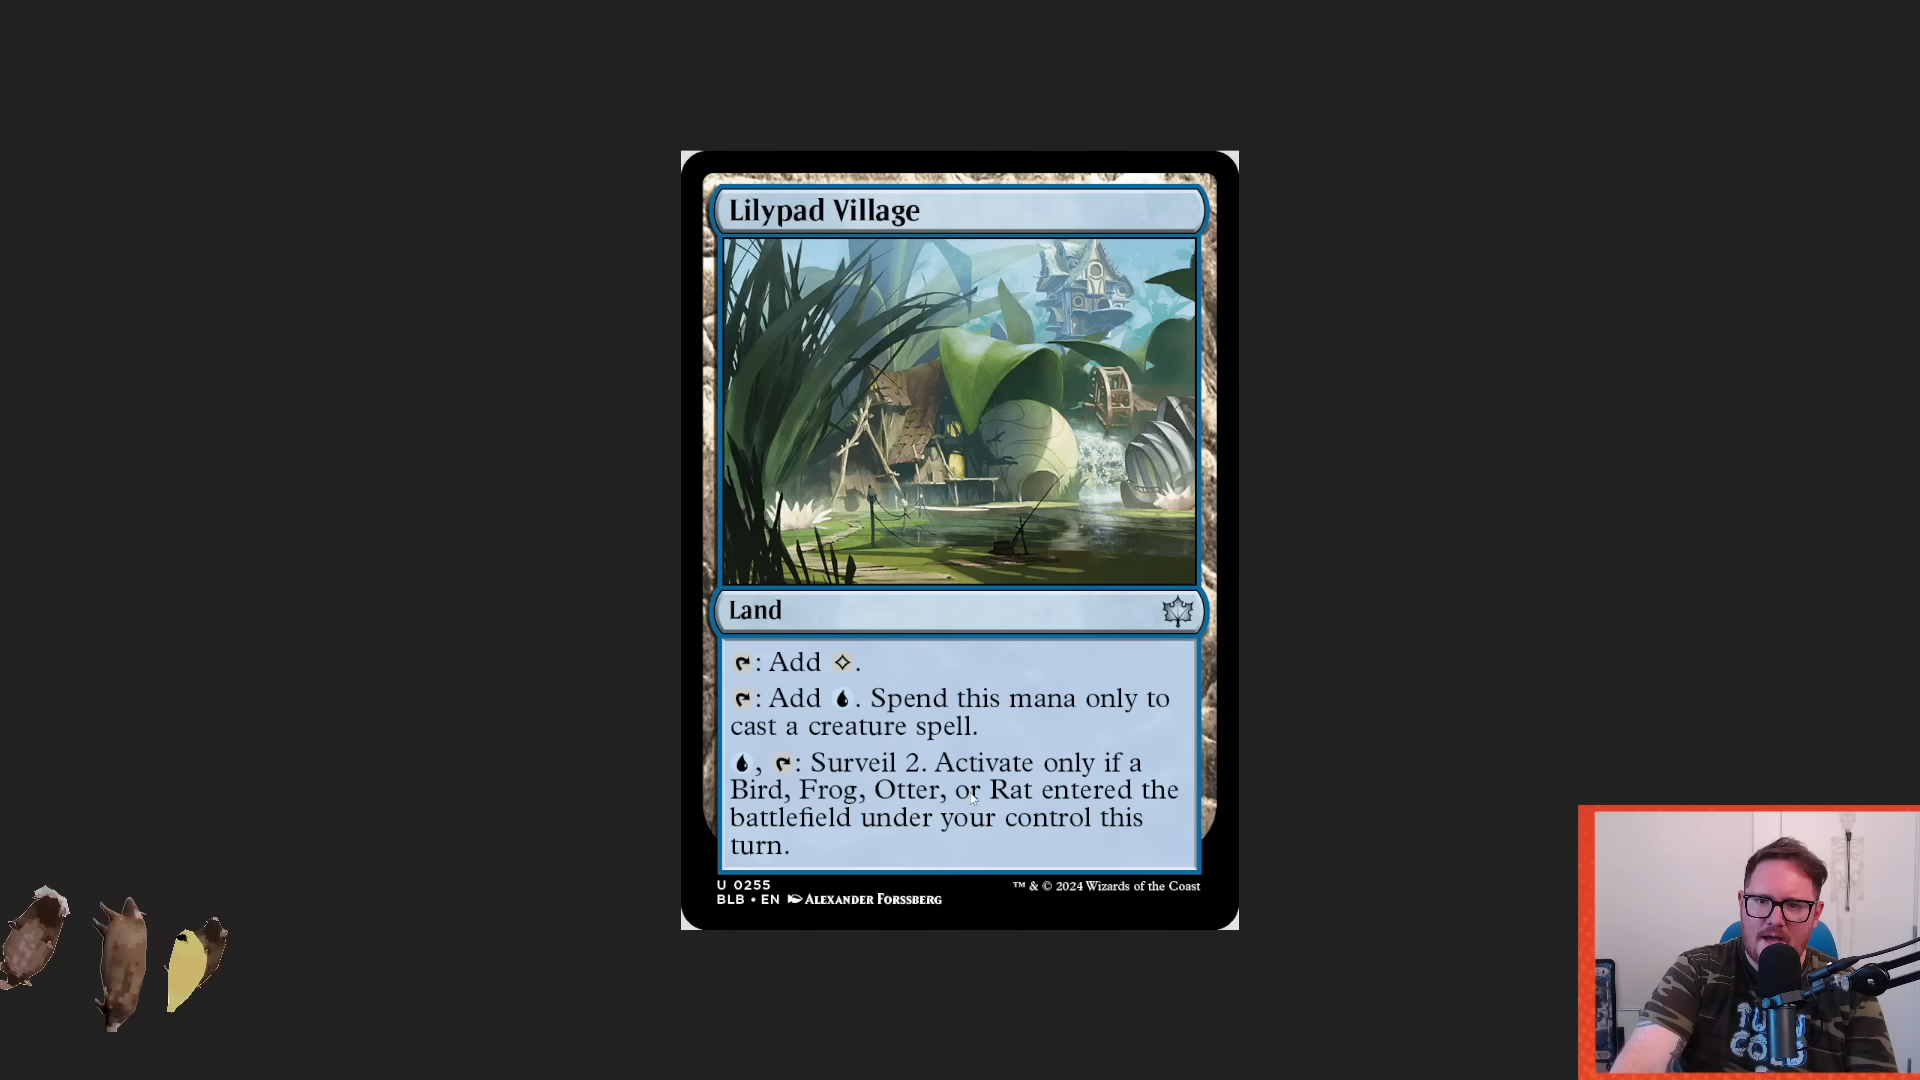 Lilypad Village
Land
: Add .
: Add . Spend this mana only to
cast a creature spell.
, : Surveil 2. Activate only if a
Bird, Frog, Otter, or Rat entered the
battlefield under your control this
turn.
U 0255
™ & © 2024 Wizards of the Coast
BLB • EN Alexander Forssberg